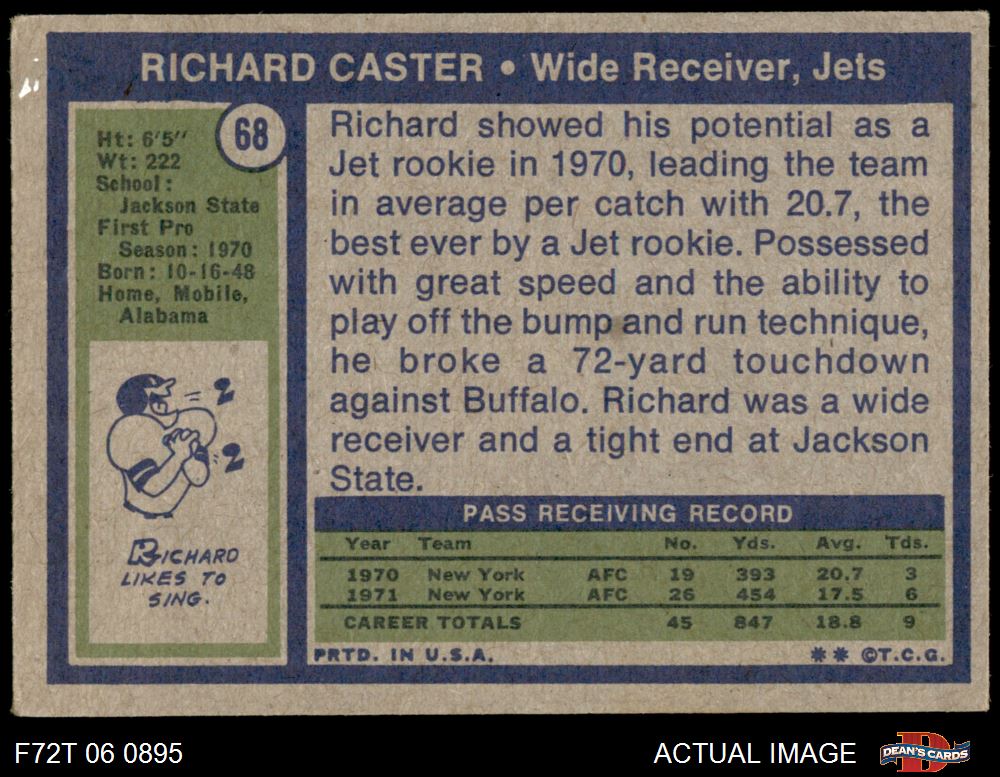 RICHARD CASTER • Wide Receiver, Jets
68
Ht: 6'5"
Wt: 222
School:
Jackson State
First Pro
Season: 1970
Born: 10-16-48
Home, Mobile,
Alabama
RICHARD
LIKES TO
SING.
Richard showed his potential as a
Jet rookie in 1970, leading the team
in average per catch with 20.7, the
best ever by a Jet rookie. Possessed
with great speed and the ability to
play off the bump and run technique,
he broke a 72-yard touchdown
against Buffalo. Richard was a wide
receiver and a tight end at Jackson
State.
PASS RECEIVING RECORD
Year Team No. Yds. Avg. Tds.
1970 New York AFC 19 393 20.7 3
1971 New York AFC 26 454 17.5 6
CAREER TOTALS 45 847 18.8 9
PRTD. IN U.S.A. ** ©T.C.G.
F72T 06 0895 ACTUAL IMAGE DEAN'S CARDS